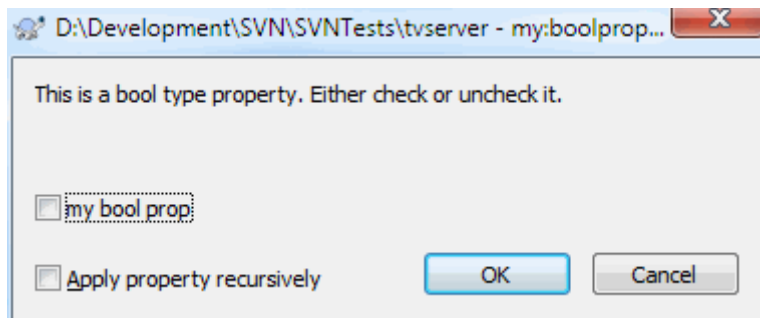 D:\Development\SVN\SVNTests\tvserver - my:boolprop...
This is a bool type property. Either check or uncheck it.
my bool prop
Apply property recursively
OK
Cancel